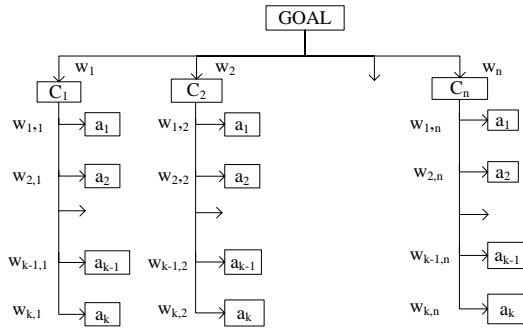 GOAL
w1 w2 wn
C1 C2 Cn
w1,1 a1 w1,2 a1 w1,n a1
w2,1 a2 w2,2 a2 w2,n a2
wk-1,1 ak-1 wk-1,2 ak-1 wk-1,n ak-1
wk,1 ak wk,2 ak wk,n ak